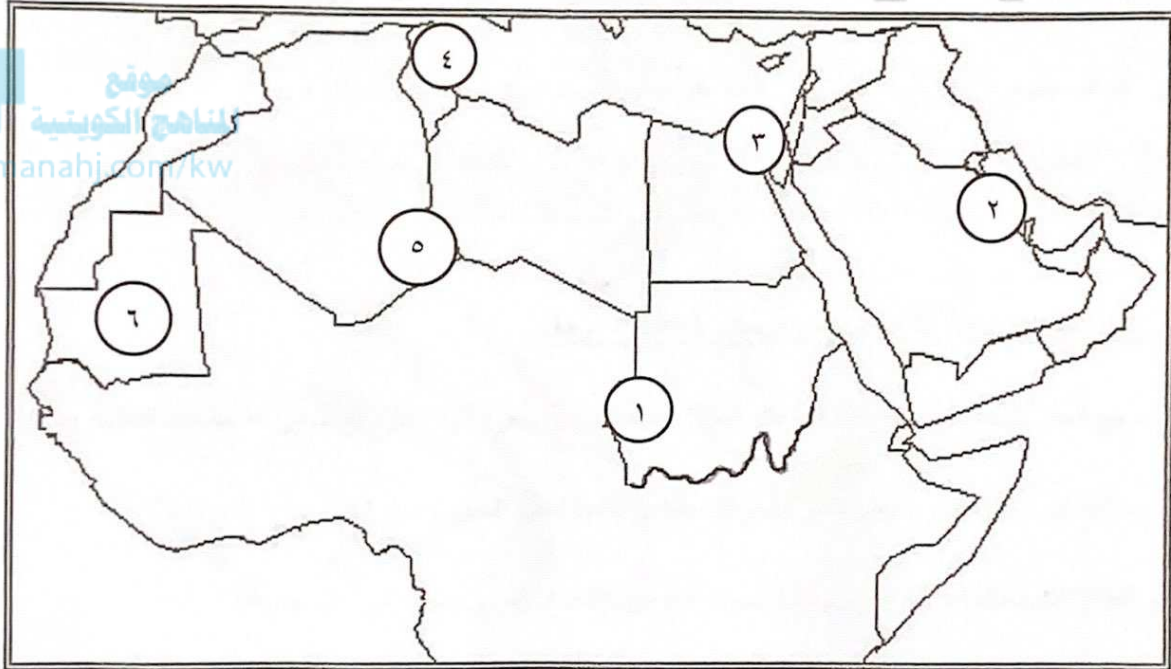 موقع
المناهج الكويتية
manahj.com/kw
٤
٣
٢
٥
٦
١